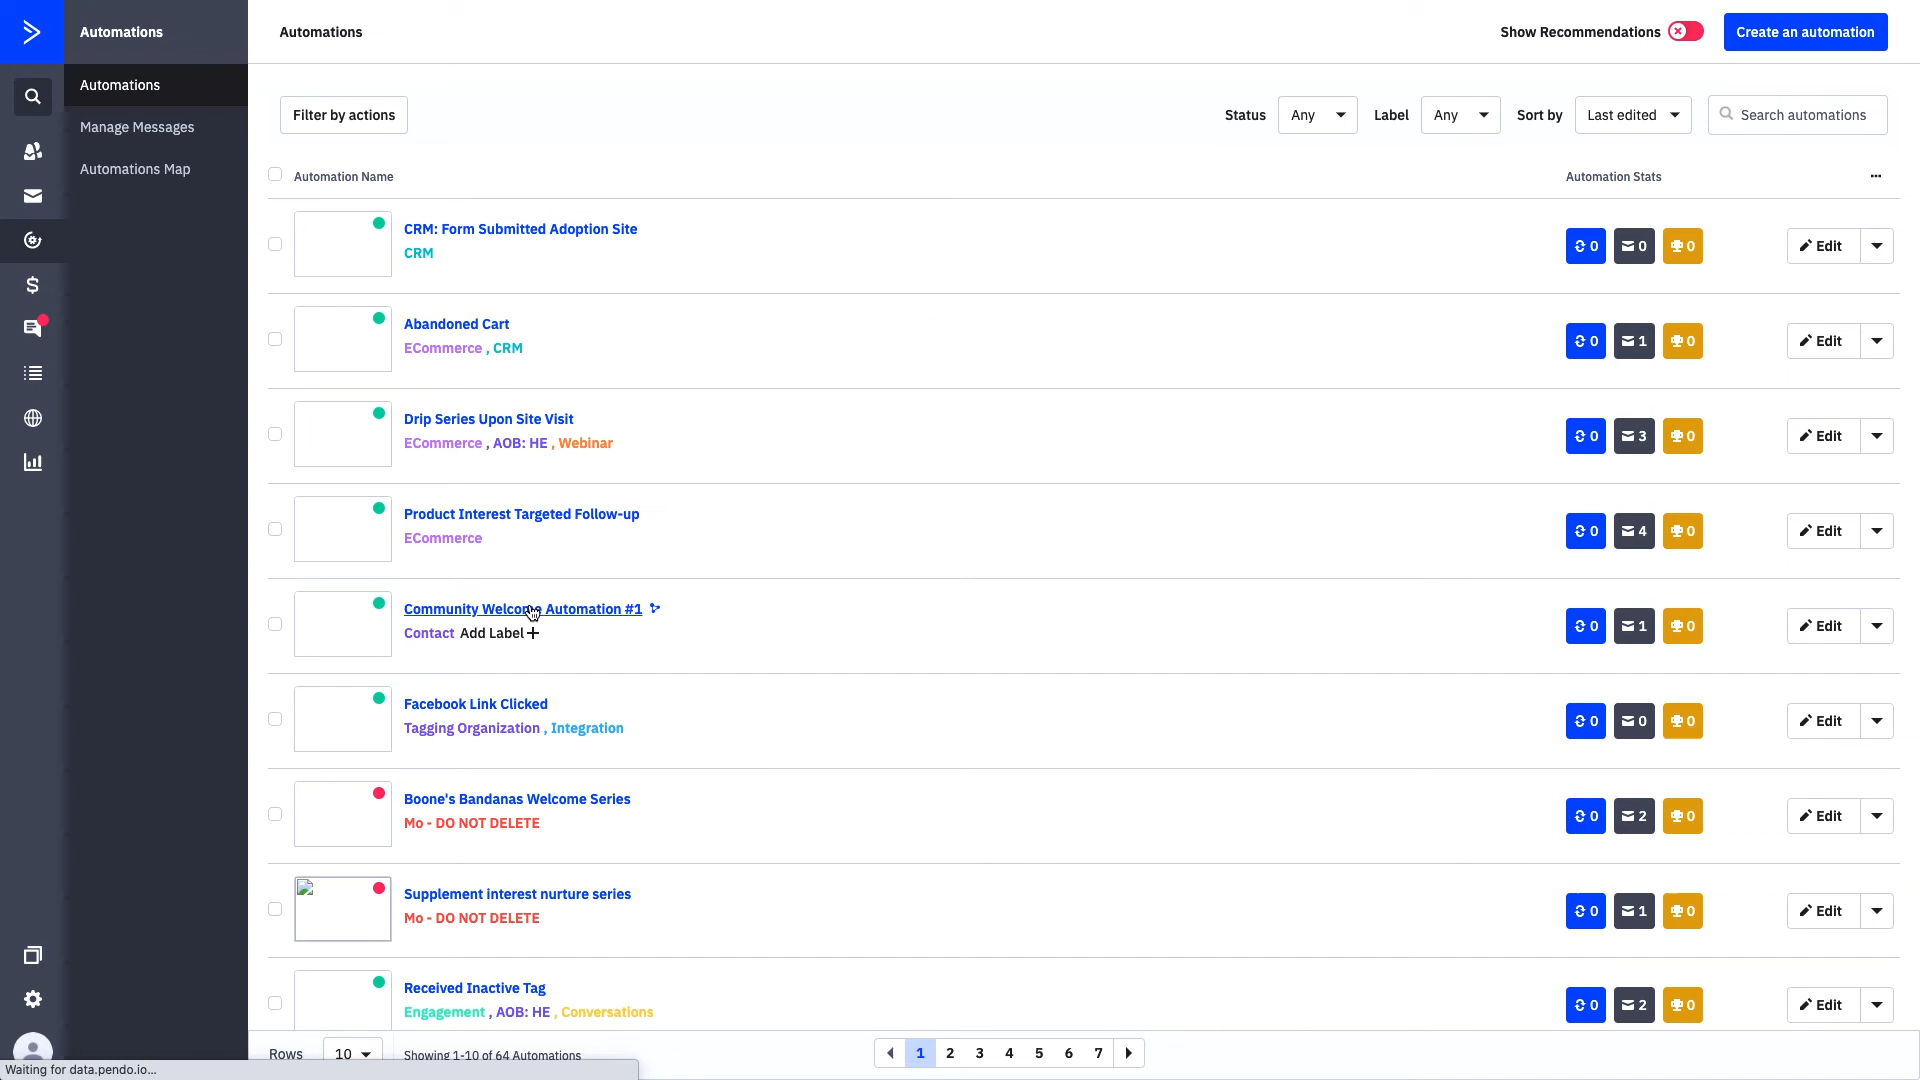 Automations
Automations
Manage Messages
Automations Map
Automations
Show Recommendations
Create an automation
Filter by actions
Status Any Label Any Sort by Last edited Search automations
Automation Name Automation Stats ...
CRM: Form Submitted Adoption Site
CRM
0 0 0 Edit
Abandoned Cart
ECommerce , CRM
0 1 0 Edit
Drip Series Upon Site Visit
ECommerce , AOB: HE , Webinar
0 3 0 Edit
Product Interest Targeted Follow-up
ECommerce
0 4 0 Edit
Community Welcome Automation #1
Contact Add Label +
0 1 0 Edit
Facebook Link Clicked
Tagging Organization , Integration
0 0 0 Edit
Boone's Bandanas Welcome Series
Mo - DO NOT DELETE
0 2 0 Edit
Supplement interest nurture series
Mo - DO NOT DELETE
0 1 0 Edit
Received Inactive Tag
Engagement , AOB: HE , Conversations
0 2 0 Edit
Rows 10 Showing 1-10 of 64 Automations 1 2 3 4 5 6 7
Waiting for data.pendo.io...